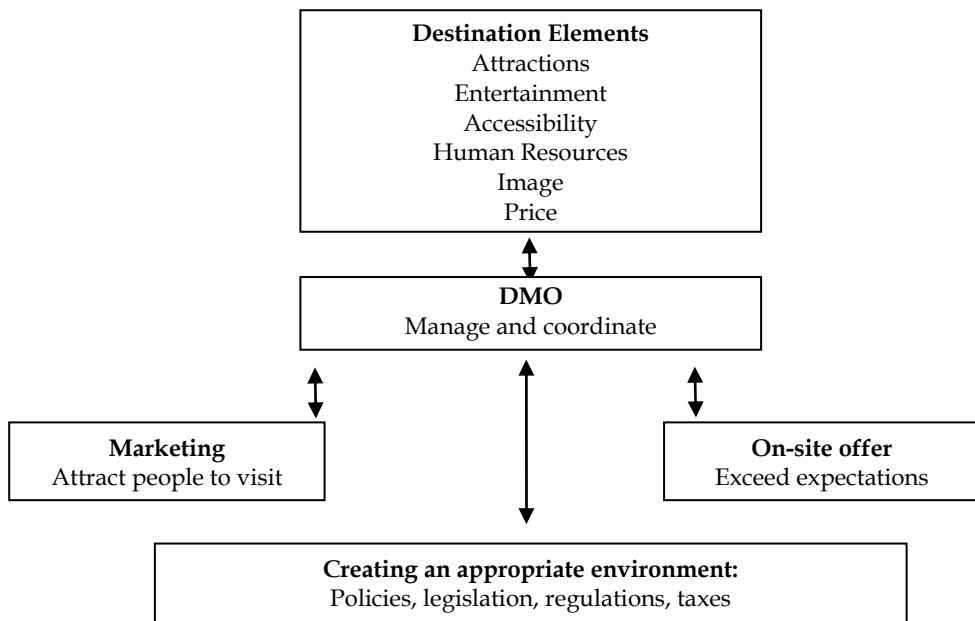 Destination Elements
Attractions
Entertainment
Accessibility
Human Resources
Image
Price
DMO
Manage and coordinate
Marketing
Attract people to visit
On-site offer
Exceed expectations
Creating an appropriate environment:
Policies, legislation, regulations, taxes